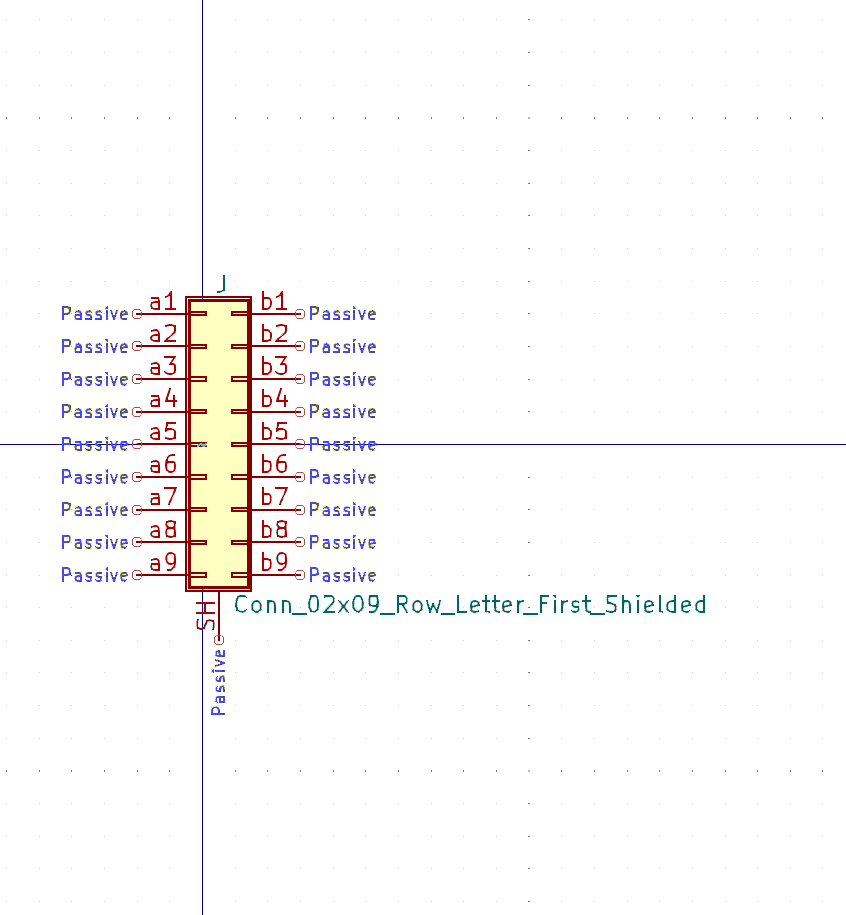 J
Passive a1 b1 Passive
Passive a2 b2 Passive
Passive a3 b3 Passive
Passive a4 b4 Passive
Passive a5 b5 Passive
Passive a6 b6 Passive
Passive a7 b7 Passive
Passive a8 b8 Passive
Passive a9 b9 Passive
SH Conn_02x09_Row_Letter_First_Shielded
Passive